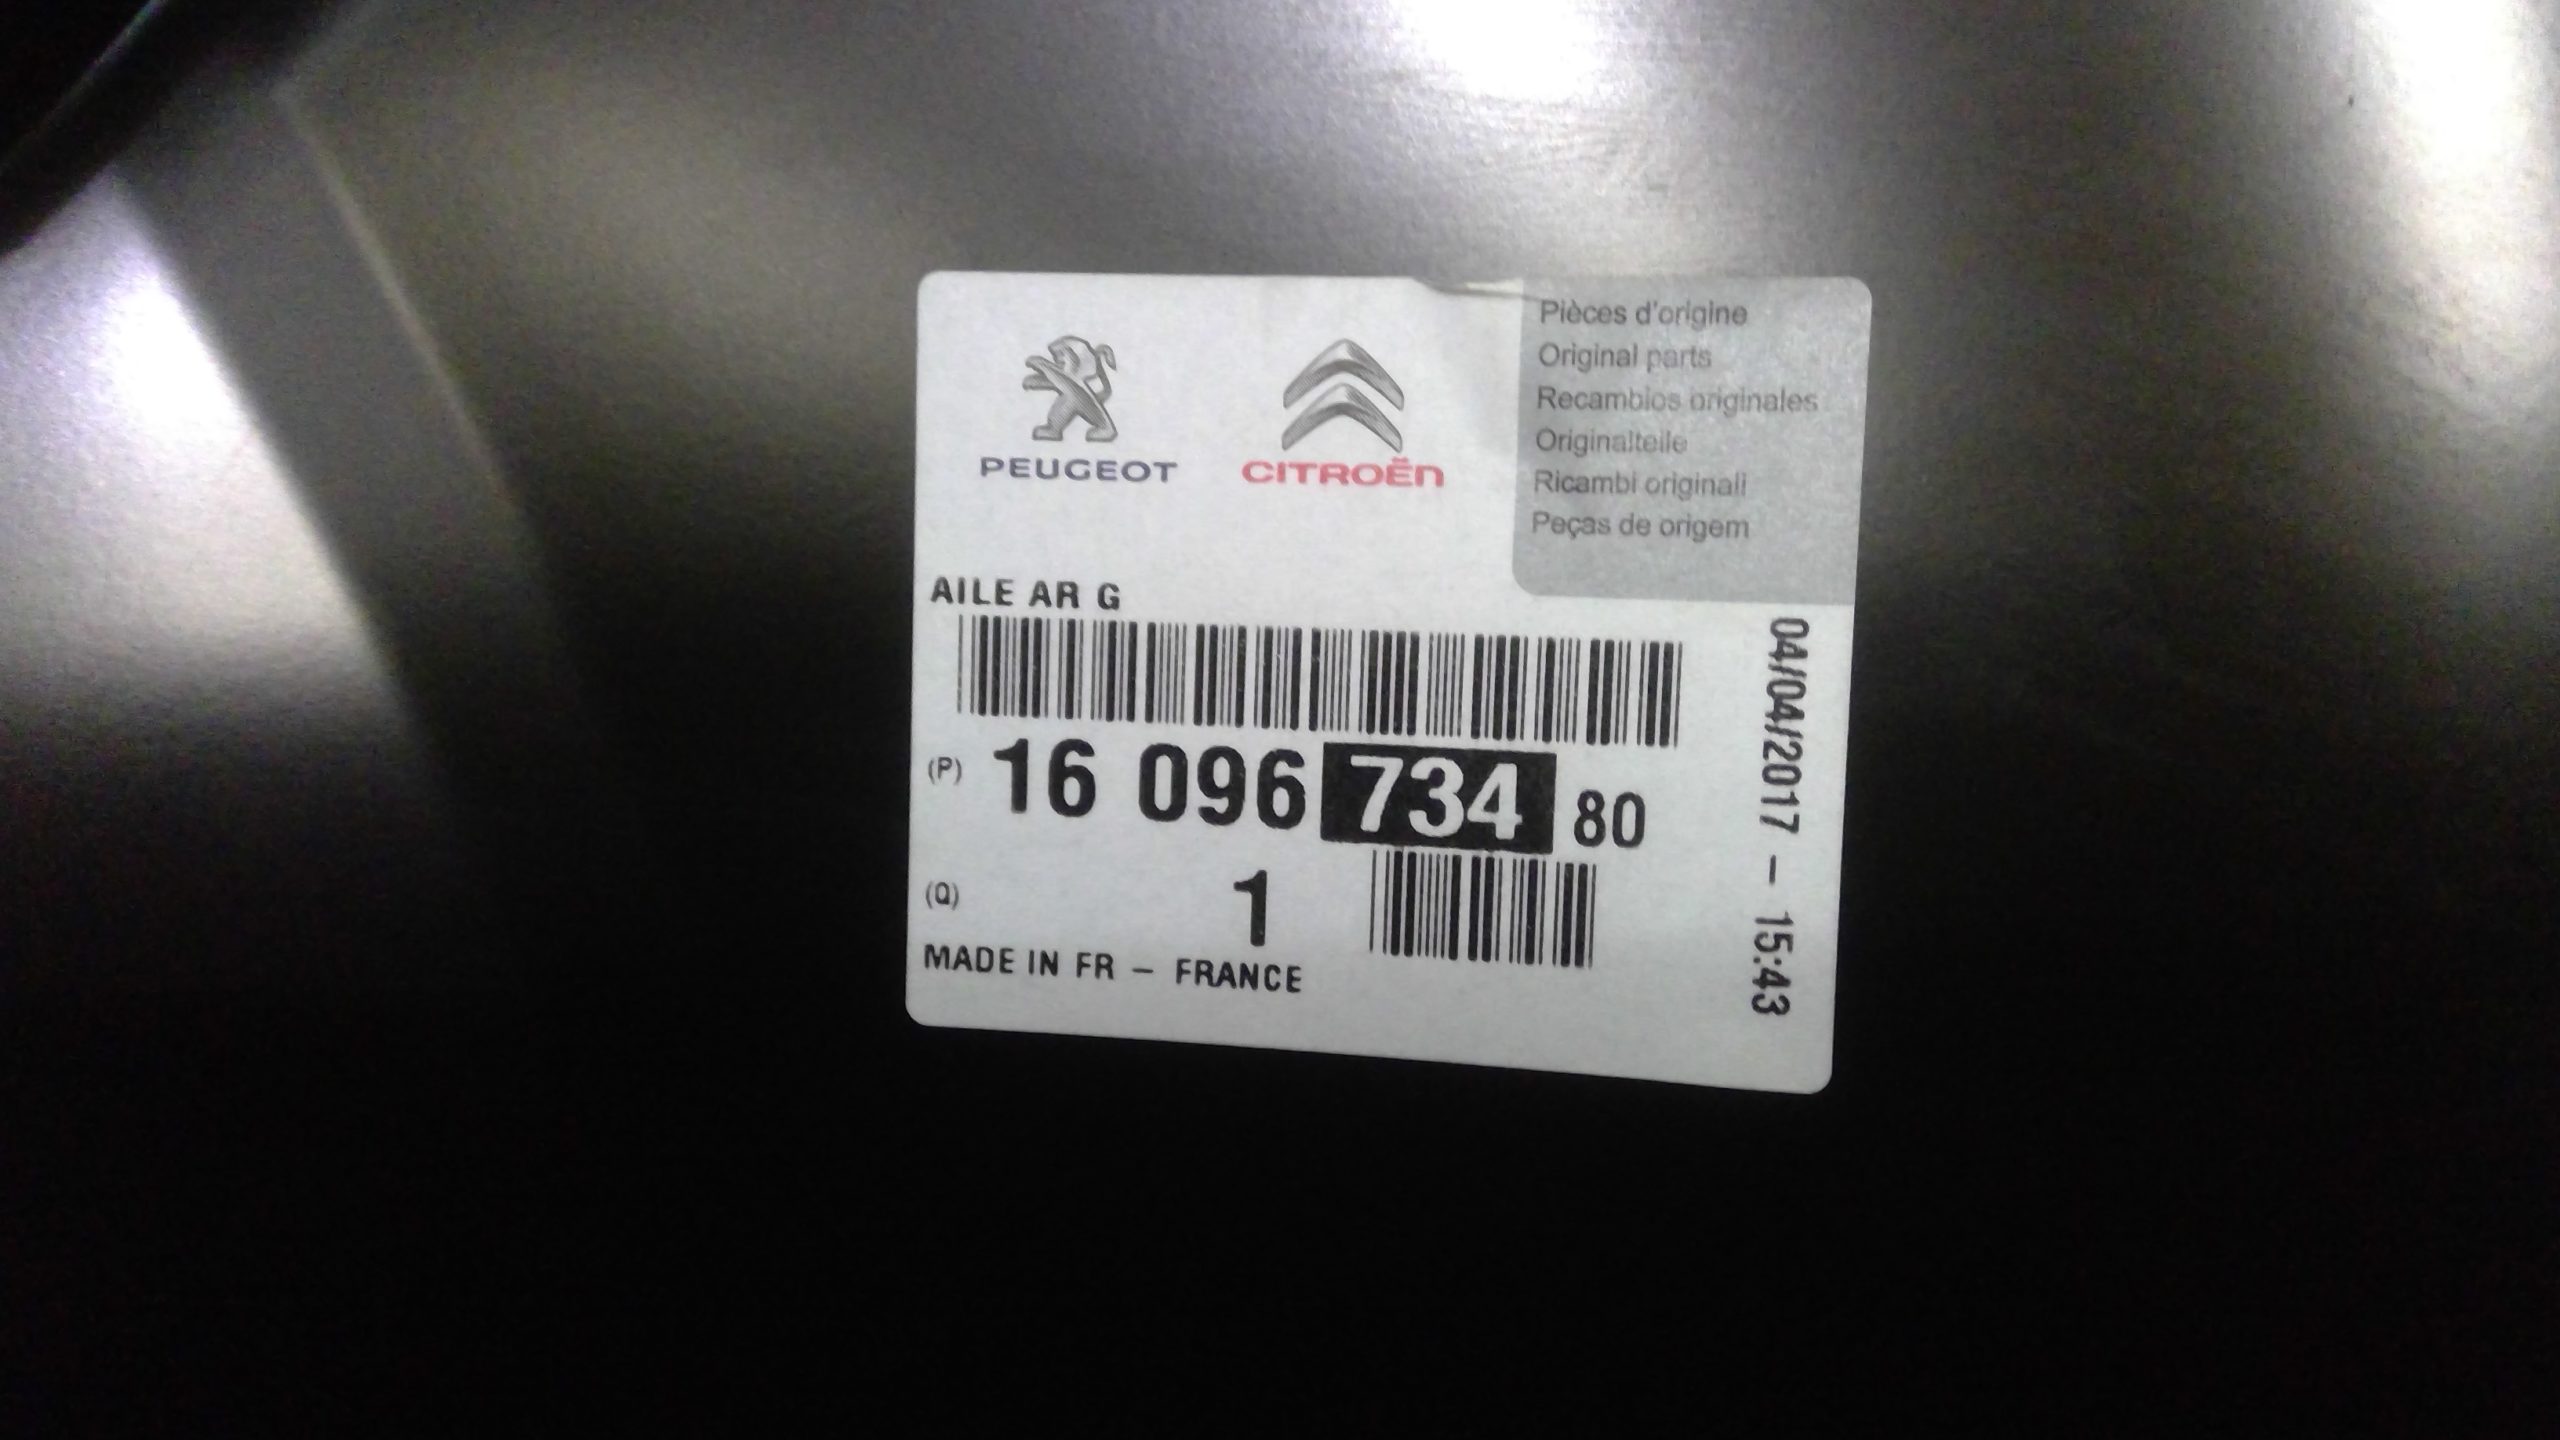 PEUGEOT
CITROËN
Pièces d'origine
Original parts
Recambios originales
Originalteile
Ricambi originali
Peças de origem
AILE AR G
(P) 16 096 734 80
(Q) 1
MADE IN FR - FRANCE
04/04/2017 - 15:43